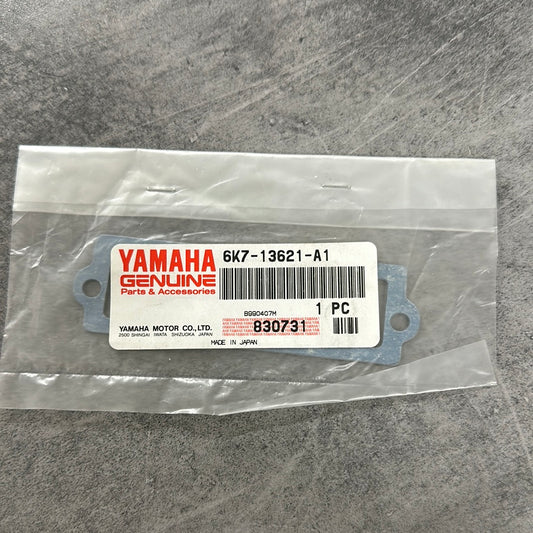 YAMAHA
GENUINE
Parts & Accessories
YAMAHA MOTOR CO., LTD.
2500 SHINGAI IWATA SHIZUOKA JAPAN
6K7-13621-A1
8990407M
1 PC
830731
MADE IN JAPAN